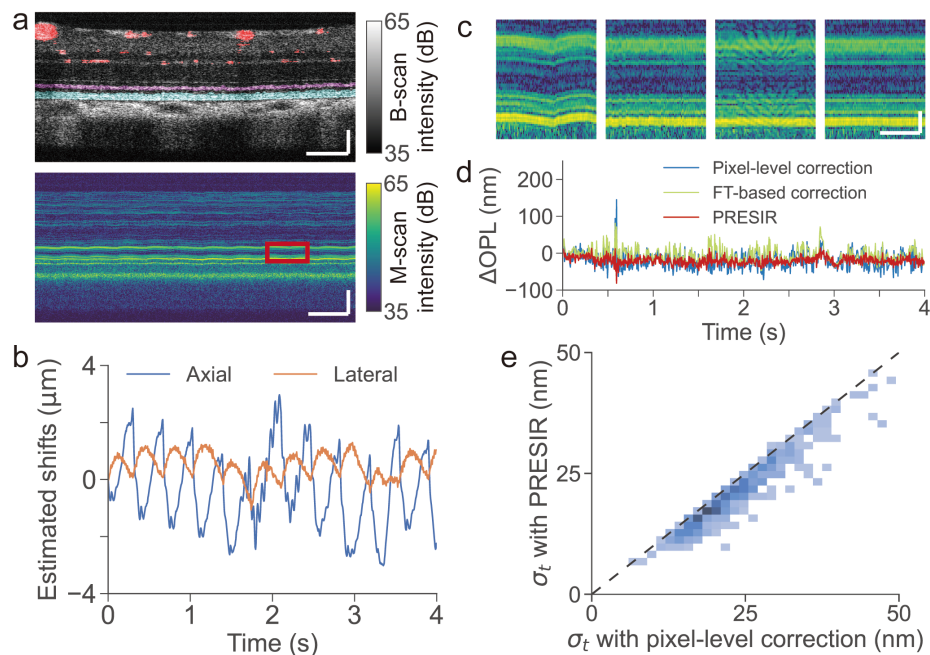 a
65
35
B-scan
intensity (dB)
65
35
M-scan
intensity (dB)
b
4
0
−4
Estimated shifts (μm)
Axial
Lateral
0
1
2
3
4
Time (s)
c
d
200
100
0
−100
ΔOPL (nm)
Pixel-level correction
FT-based correction
PRESIR
0
1
2
3
4
Time (s)
e
50
25
0
σt with PRESIR (nm)
0
25
50
σt with pixel-level correction (nm)